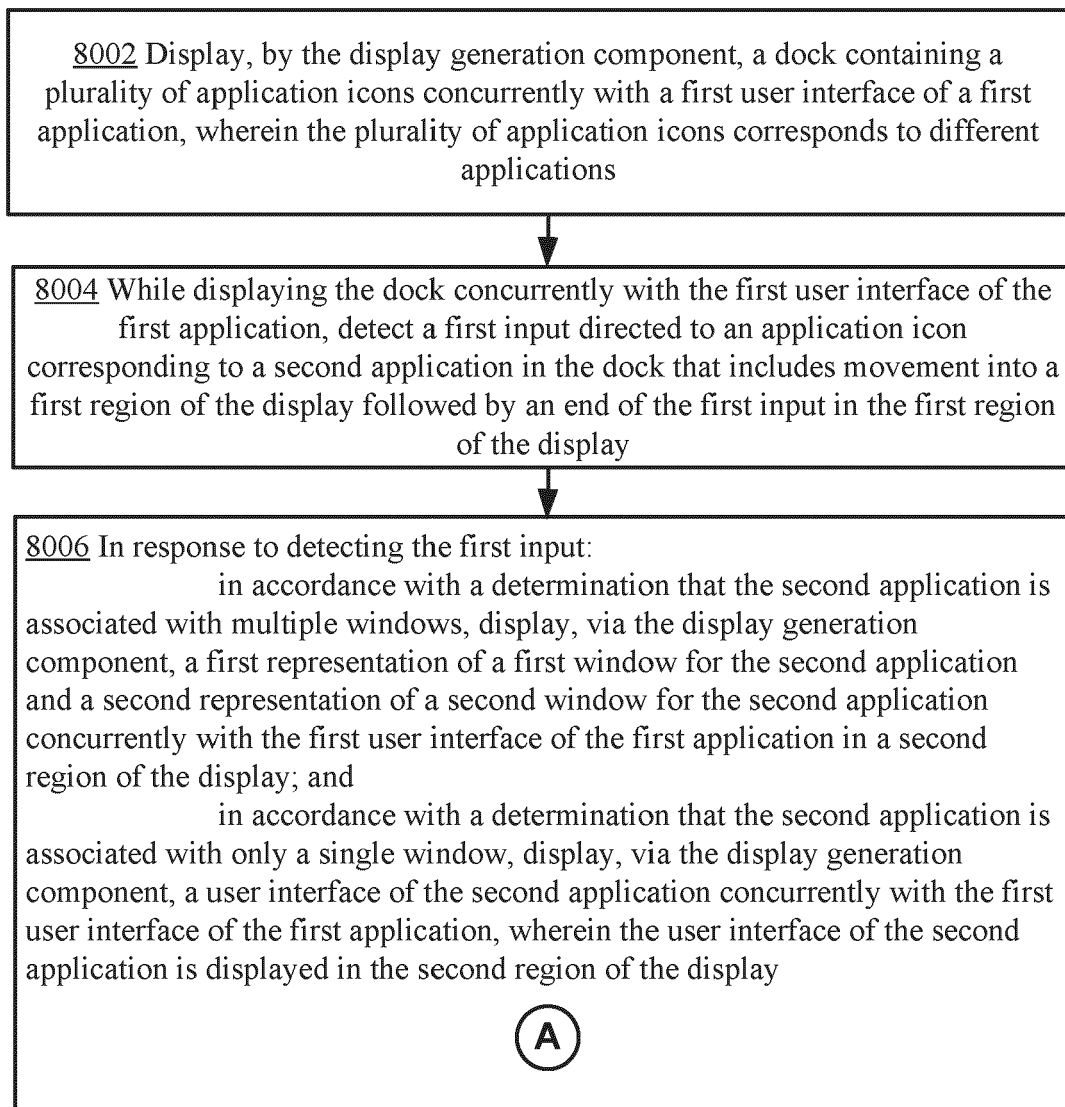 8002 Display, by the display generation component, a dock containing a
plurality of application icons concurrently with a first user interface of a first
application, wherein the plurality of application icons corresponds to different
applications
8004 While displaying the dock concurrently with the first user interface of the
first application, detect a first input directed to an application icon
corresponding to a second application in the dock that includes movement into a
first region of the display followed by an end of the first input in the first region
of the display
8006 In response to detecting the first input:
in accordance with a determination that the second application is
associated with multiple windows, display, via the display generation
component, a first representation of a first window for the second application
and a second representation of a second window for the second application
concurrently with the first user interface of the first application in a second
region of the display; and
in accordance with a determination that the second application is
associated with only a single window, display, via the display generation
component, a user interface of the second application concurrently with the first
user interface of the first application, wherein the user interface of the second
application is displayed in the second region of the display
A